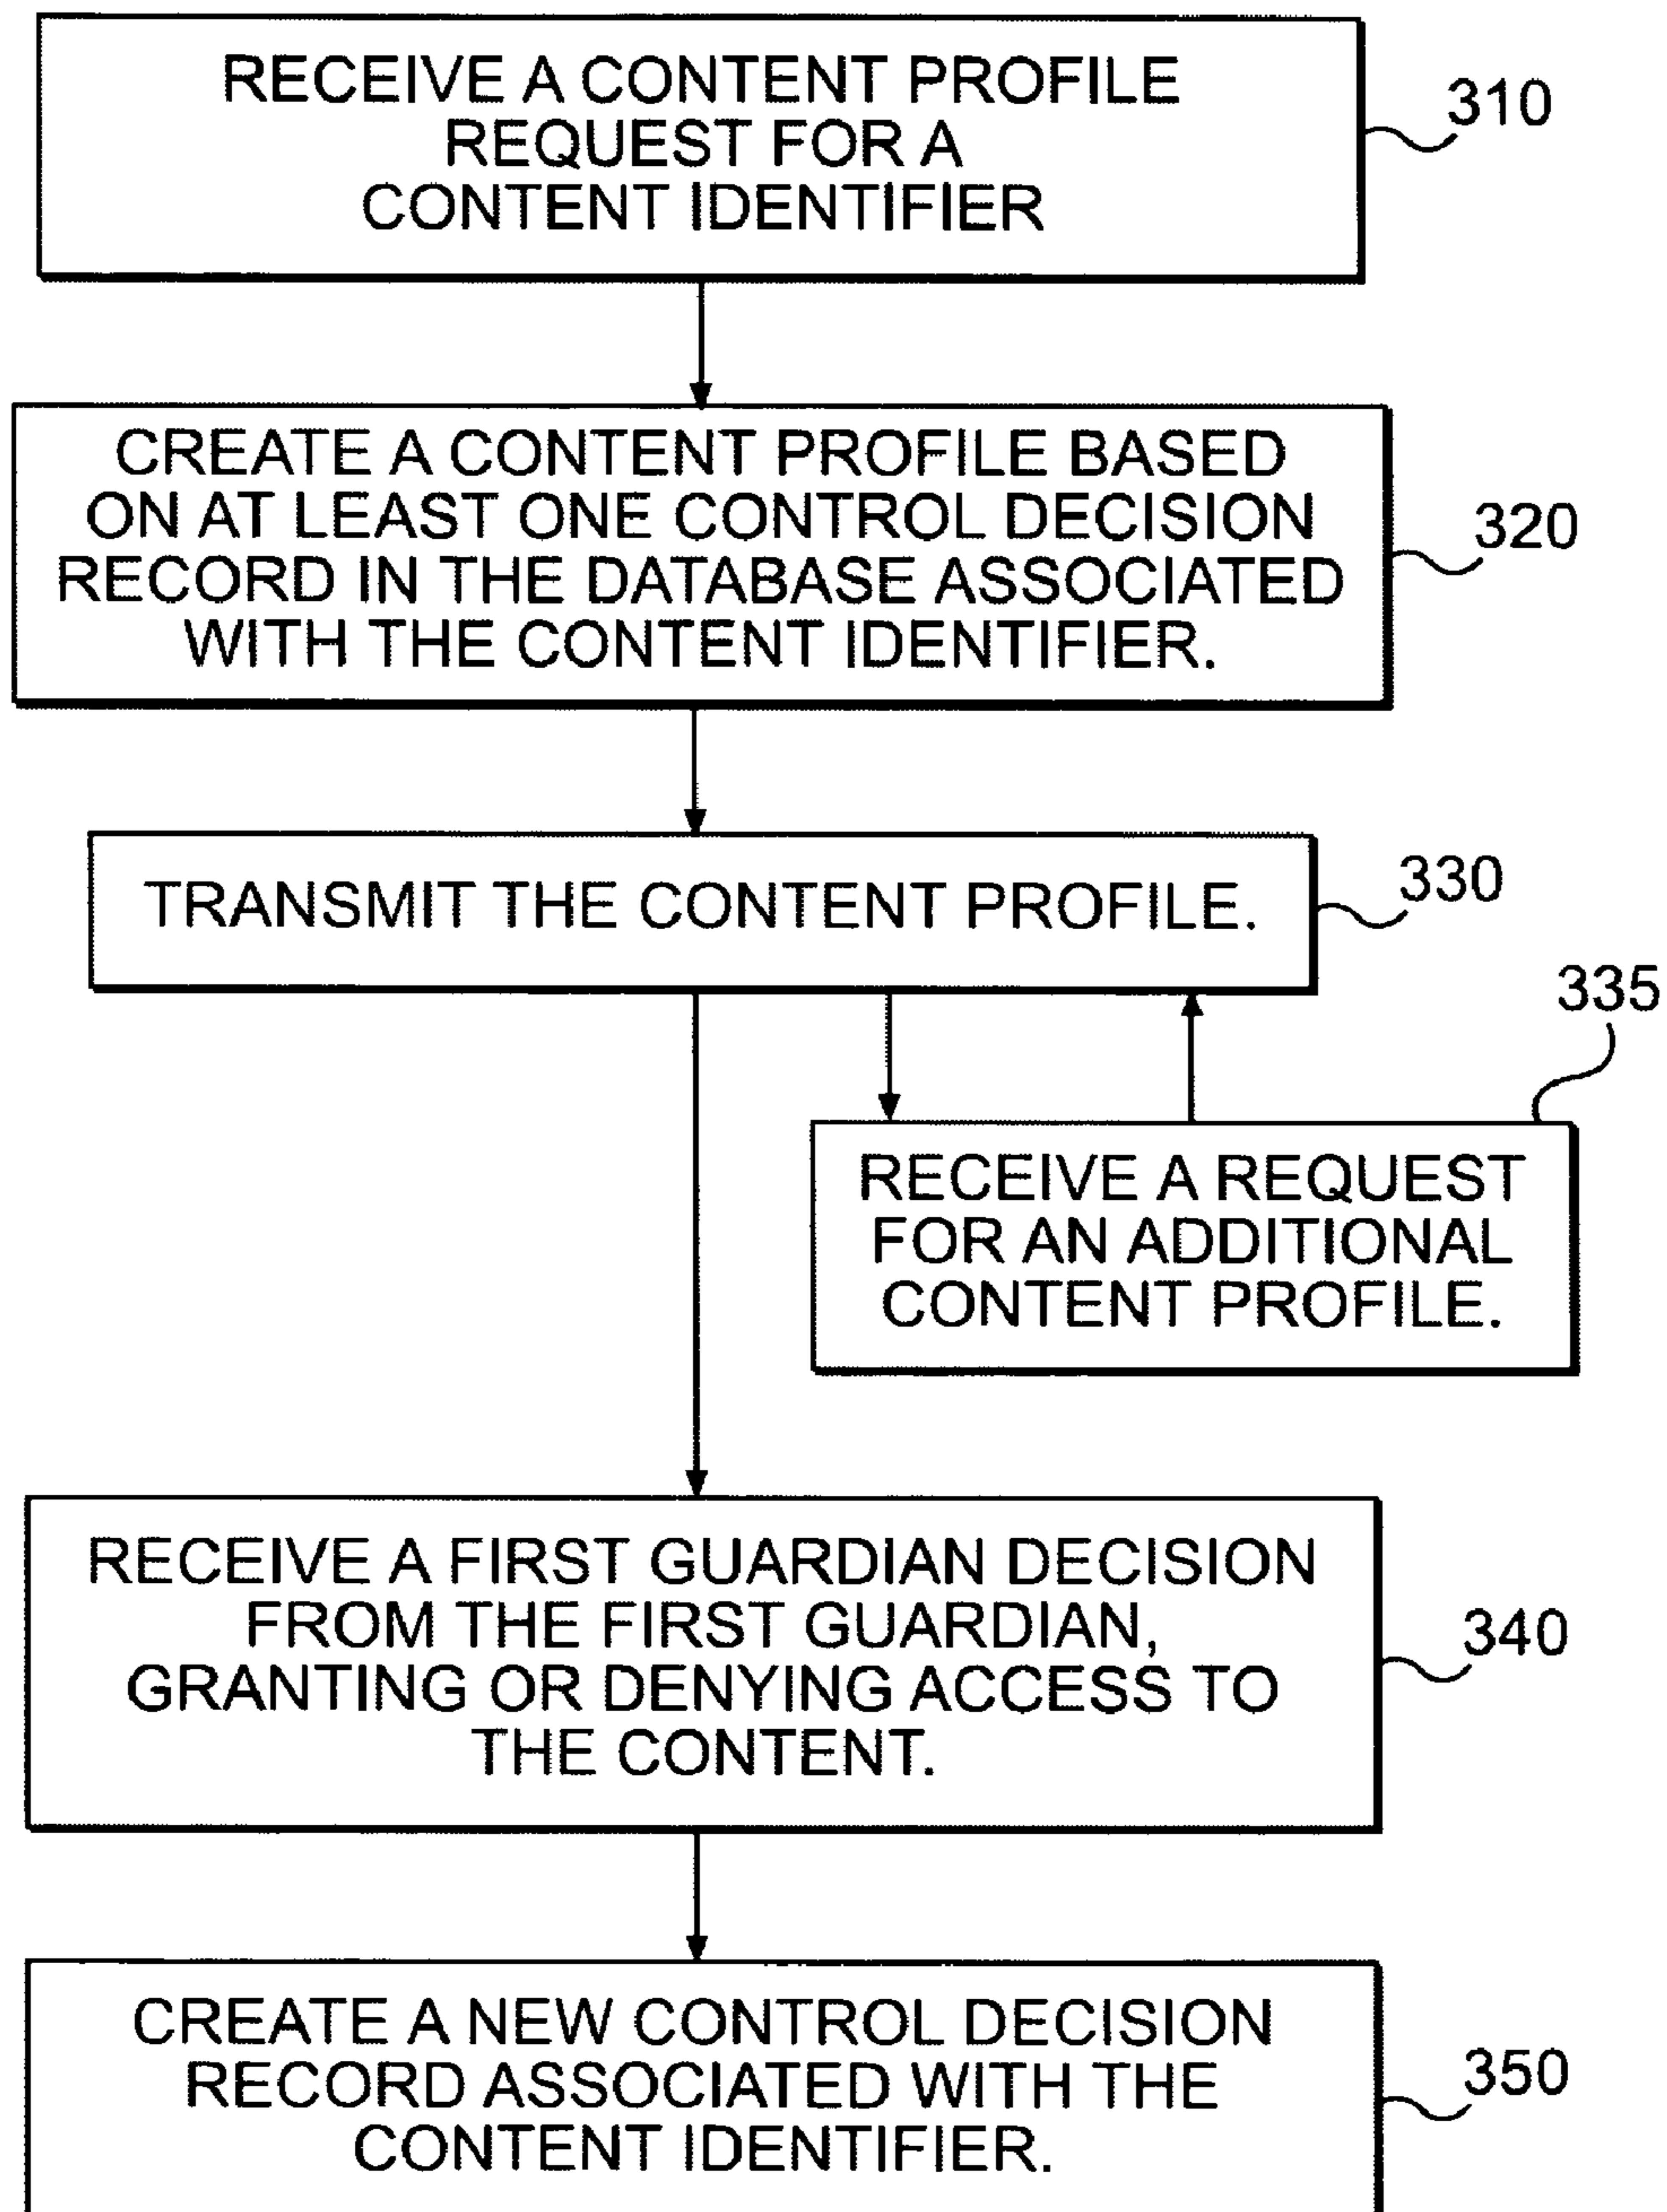 RECEIVE A CONTENT PROFILE
REQUEST FOR A
CONTENT IDENTIFIER
310
CREATE A CONTENT PROFILE BASED
ON AT LEAST ONE CONTROL DECISION
RECORD IN THE DATABASE ASSOCIATED
WITH THE CONTENT IDENTIFIER.
320
TRANSMIT THE CONTENT PROFILE.
330
335
RECEIVE A REQUEST
FOR AN ADDITIONAL
CONTENT PROFILE.
RECEIVE A FIRST GUARDIAN DECISION
FROM THE FIRST GUARDIAN,
GRANTING OR DENYING ACCESS TO
THE CONTENT.
340
CREATE A NEW CONTROL DECISION
RECORD ASSOCIATED WITH THE
CONTENT IDENTIFIER.
350